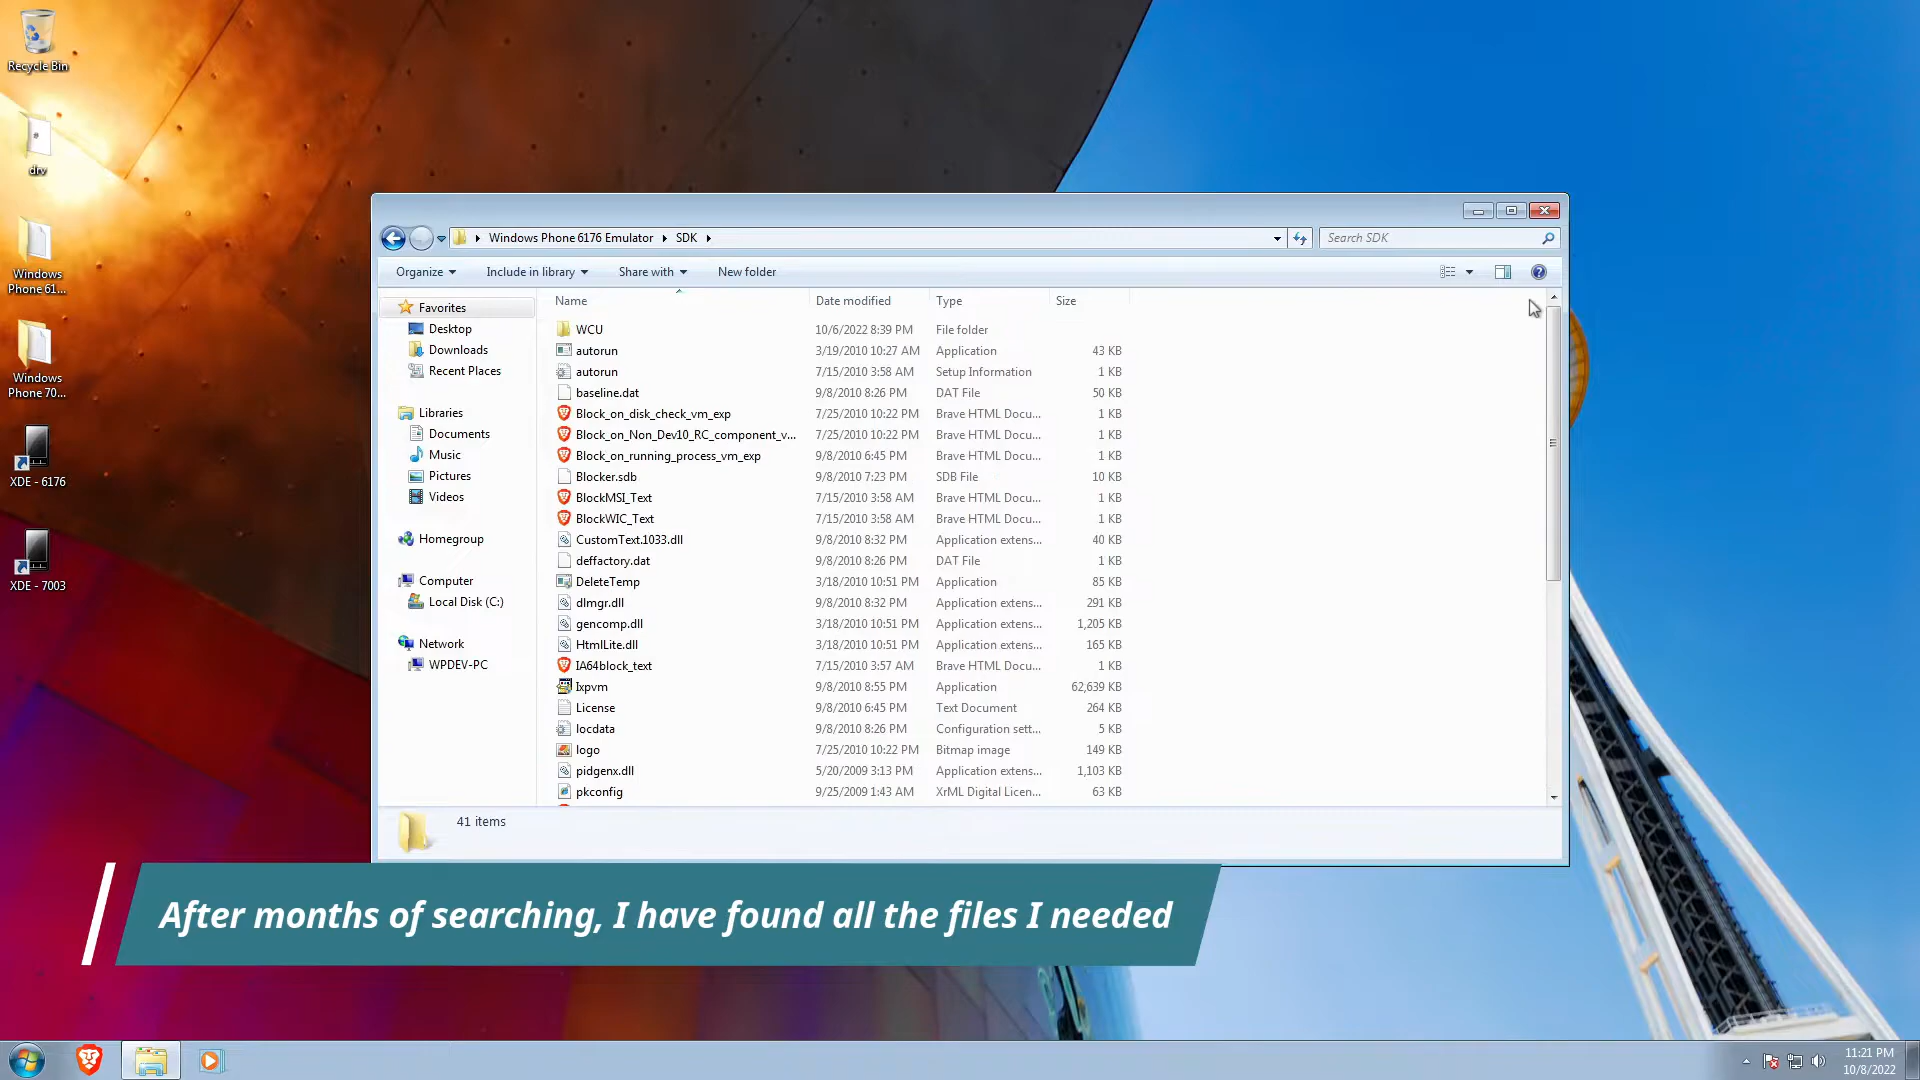 Recycle Bin
drv
Windows
Phone 61...
Windows
Phone 70...
XDE - 6176
XDE - 7003
Windows Phone 6176 Emulator
SDK
Search SDK
Organize
Include in library
Share with
New folder
Favorites
Desktop
Downloads
Recent Places
Libraries
Documents
Music
Pictures
Videos
Homegroup
Computer
Local Disk (C:)
Network
WPDEV-PC
Name Date modified Type Size
WCU 10/6/2022 8:39 PM File folder
autorun 3/19/2010 10:27 AM Application 43 KB
autorun 7/15/2010 3:58 AM Setup Information 1 KB
baseline.dat 9/8/2010 8:26 PM DAT File 50 KB
Block_on_disk_check_vm_exp 7/25/2010 10:22 PM Brave HTML Docu... 1 KB
Block_on_Non_Dev10_RC_component_v... 7/25/2010 10:22 PM Brave HTML Docu... 1 KB
Block_on_running_process_vm_exp 9/8/2010 6:45 PM Brave HTML Docu... 1 KB
Blocker.sdb 9/8/2010 7:23 PM SDB File 10 KB
BlockMSI_Text 7/15/2010 3:58 AM Brave HTML Docu... 1 KB
BlockWIC_Text 7/15/2010 3:58 AM Brave HTML Docu... 1 KB
CustomText.1033.dll 9/8/2010 8:32 PM Application extens... 40 KB
deffactory.dat 9/8/2010 8:26 PM DAT File 1 KB
DeleteTemp 3/18/2010 10:51 PM Application 85 KB
dlmgr.dll 9/8/2010 8:32 PM Application extens... 291 KB
gencomp.dll 3/18/2010 10:51 PM Application extens... 1,205 KB
HtmlLite.dll 3/18/2010 10:51 PM Application extens... 165 KB
IA64block_text 7/15/2010 3:57 AM Brave HTML Docu... 1 KB
Ixpvm 9/8/2010 8:55 PM Application 62,639 KB
License 9/8/2010 6:45 PM Text Document 264 KB
locdata 9/8/2010 8:26 PM Configuration sett... 5 KB
logo 7/25/2010 10:22 PM Bitmap image 149 KB
pidgenx.dll 5/20/2009 3:13 PM Application extens... 1,103 KB
pkconfig 9/25/2009 1:43 AM XrML Digital Licen... 63 KB
41 items
After months of searching, I have found all the files I needed
11:21 PM
10/8/2022